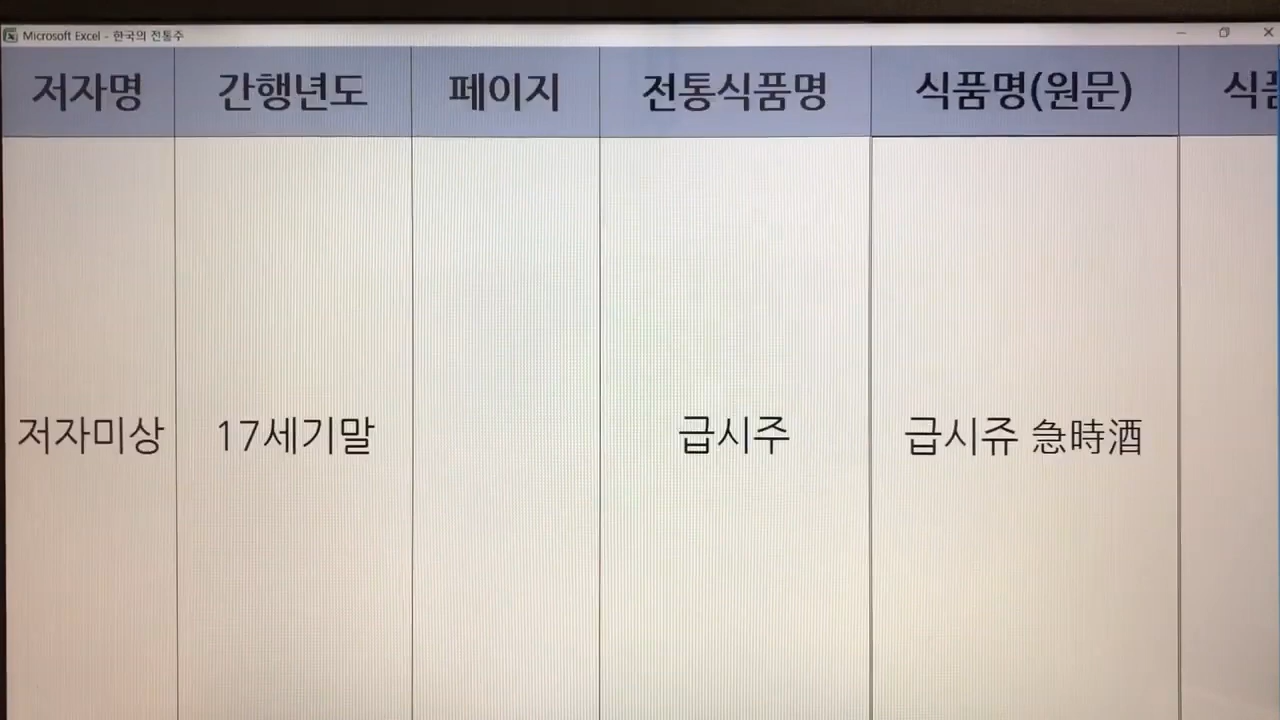 Microsoft Excel - 한국의 전통주
저자명 간행년도 페이지 전통식품명 식품명(원문)
저자미상 17세기말 급시주 급시쥬 急時酒